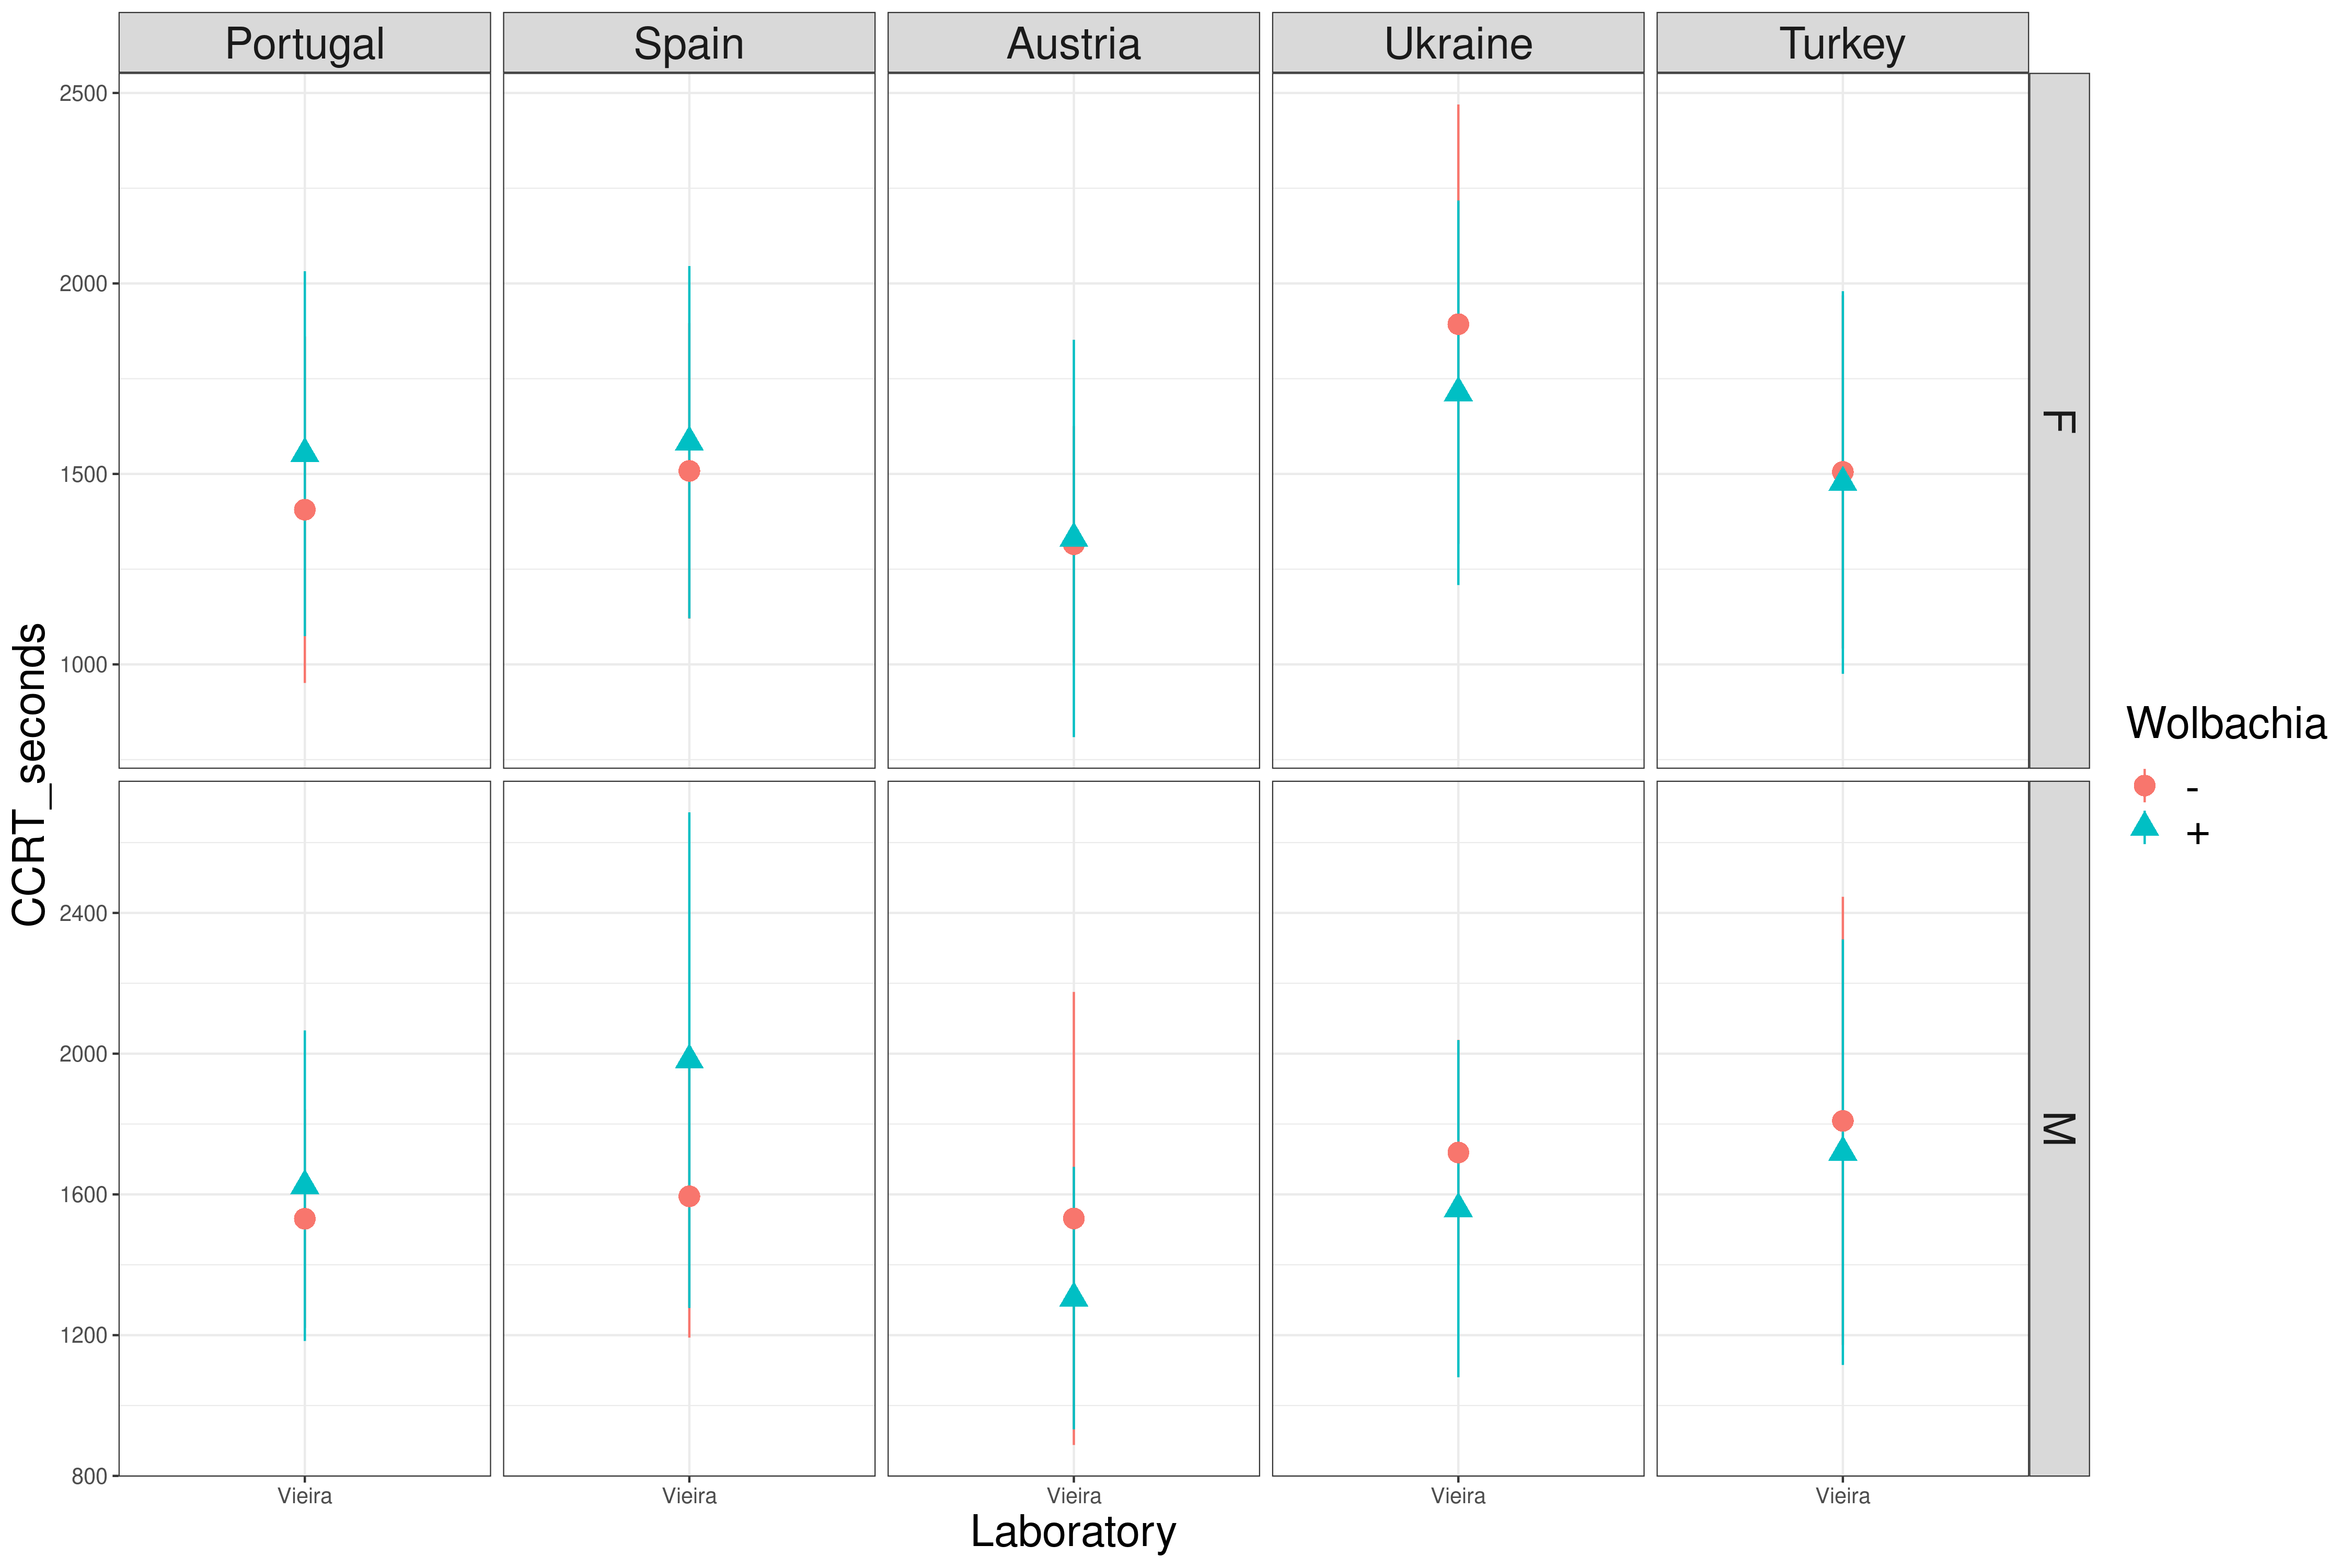 Portugal Spain Austria Ukraine Turkey
2500
2000
1500
1000
F
CCRT_seconds
2400
2000
1600
1200
800
M
Vieira Vieira Vieira Vieira Vieira
Laboratory
Wolbachia
-
+